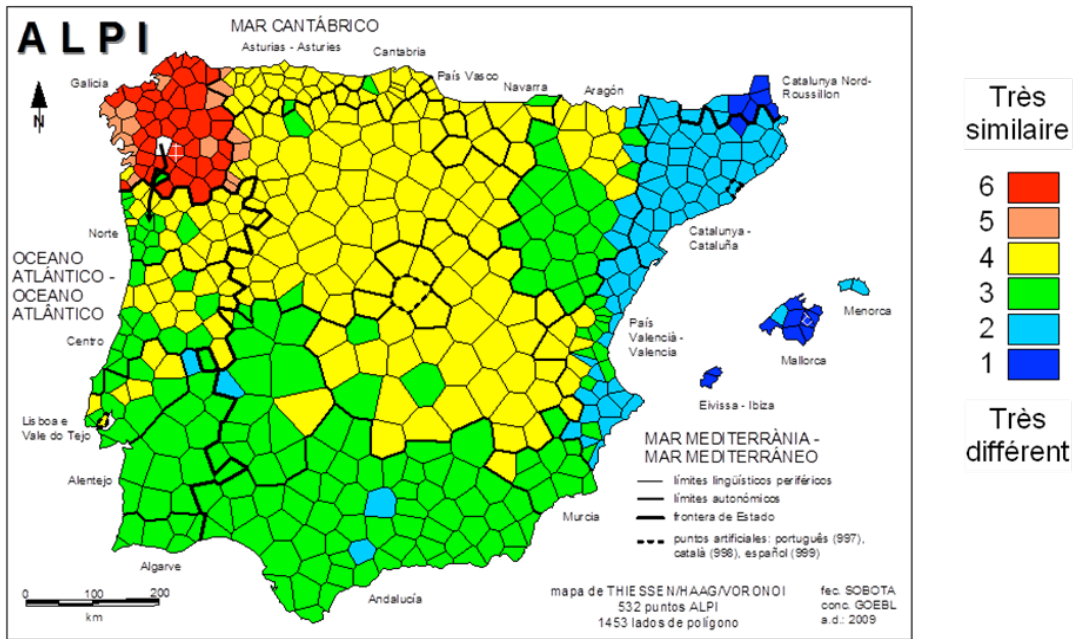 ALPI
MAR CANTÁBRICO
Asturias - Asturies
Cantabria
País Vasco
Navarra
Aragón
Catalunya Nord-
Roussillon
Galicia
N
Norte
OCEANO
ATLÁNTICO -
OCEANO
ATLÂNTICO
Centro
Lisboa e
Vale do Tejo
Alentejo
Algarve
Andalucía
Murcia
Catalunya -
Cataluña
País
Valencià -
Valencia
Menorca
Mallorca
Eivissa - Ibiza
MAR MEDITERRÀNIA -
MAR MEDITERRÁNEO
límites lingüísticos periféricos
límites autonómicos
frontera de Estado
puntos artificiales: português (997),
català (998), español (999)
0 100 200
km
mapa de THIESSEN/HAAG/VORONOI
532 puntos ALPI
1453 lados de polígono
fec. SOBOTA
conc. GOEBL
a.d.: 2009
Très
similaire
6
5
4
3
2
1
Très
différent